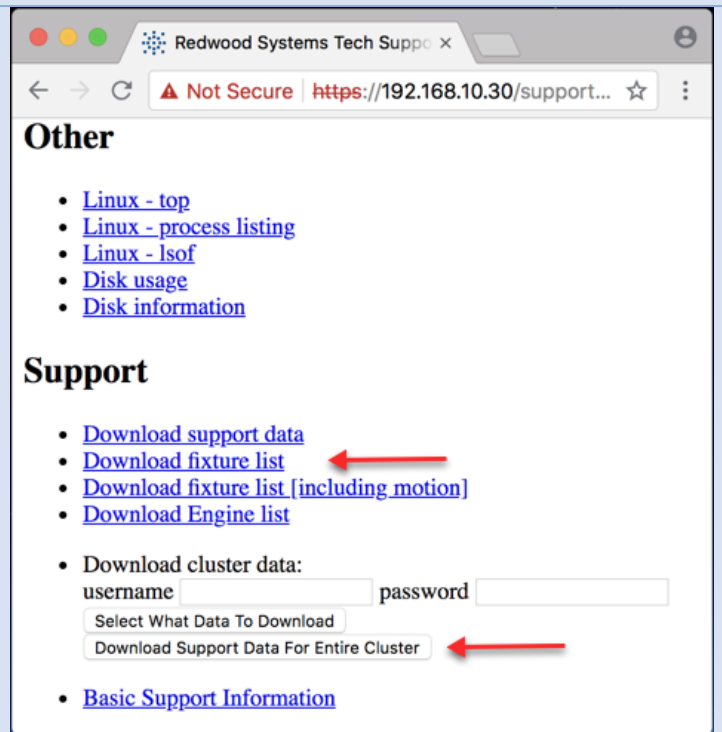 Redwood Systems Tech Suppo
Not Secure https://192.168.10.30/support...
Other
Linux - top
Linux - process listing
Linux - lsof
Disk usage
Disk information
Support
Download support data
Download fixture list
Download fixture list [including motion]
Download Engine list
Download cluster data:
username password
Select What Data To Download
Download Support Data For Entire Cluster
Basic Support Information